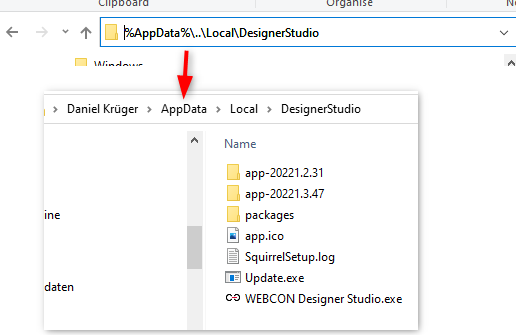 Clipboard Organise
%AppData%\..\Local\DesignerStudio
Windows
Daniel Krüger > AppData > Local > DesignerStudio
Name
app-20221.2.31
app-20221.3.47
packages
ine
app.ico
SquirrelSetup.log
Update.exe
daten
WEBCON Designer Studio.exe